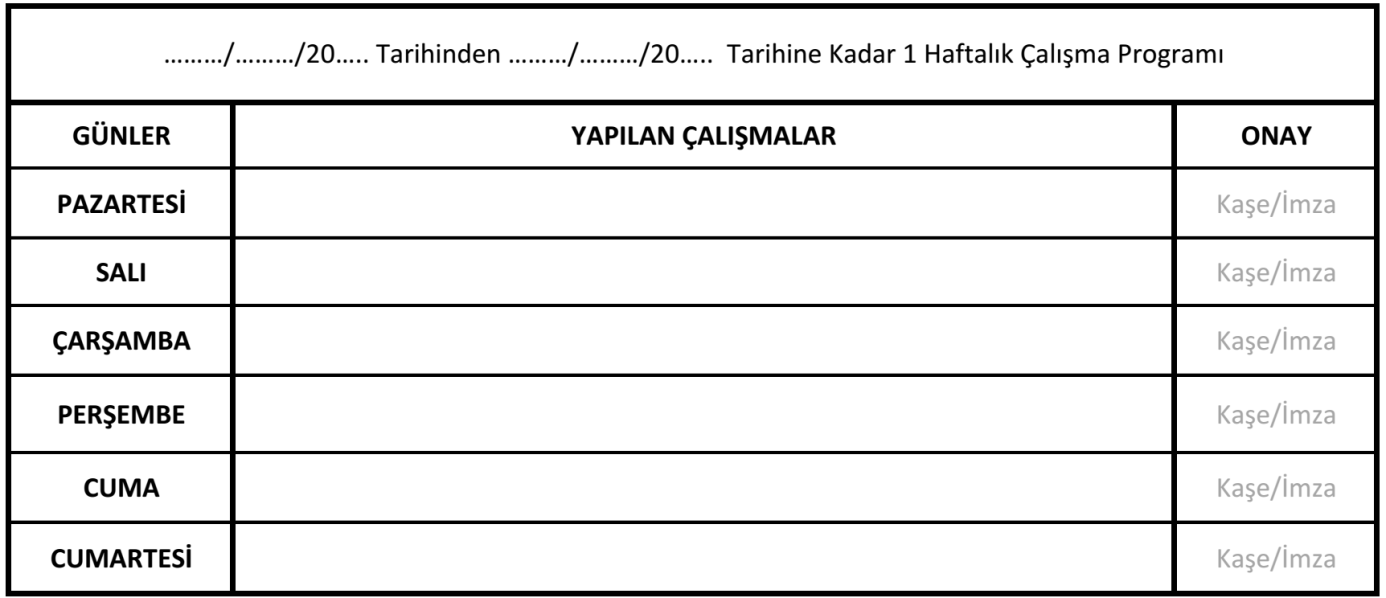 ………/………/20….. Tarihinden ………/………/20….. Tarihine Kadar 1 Haftalık Çalışma Programı
GÜNLER YAPILAN ÇALIŞMALAR ONAY
PAZARTESİ Kaşe/İmza
SALI Kaşe/İmza
ÇARŞAMBA Kaşe/İmza
PERŞEMBE Kaşe/İmza
CUMA Kaşe/İmza
CUMARTESİ Kaşe/İmza